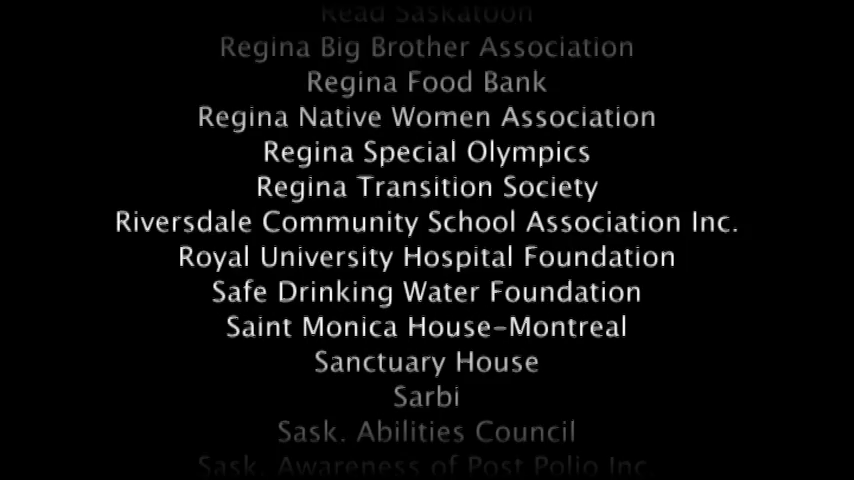 Read Saskatoon
Regina Big Brother Association
Regina Food Bank
Regina Native Women Association
Regina Special Olympics
Regina Transition Society
Riversdale Community School Association Inc.
Royal University Hospital Foundation
Safe Drinking Water Foundation
Saint Monica House-Montreal
Sanctuary House
Sarbi
Sask. Abilities Council
Sask. Awareness of Post Polio Inc.